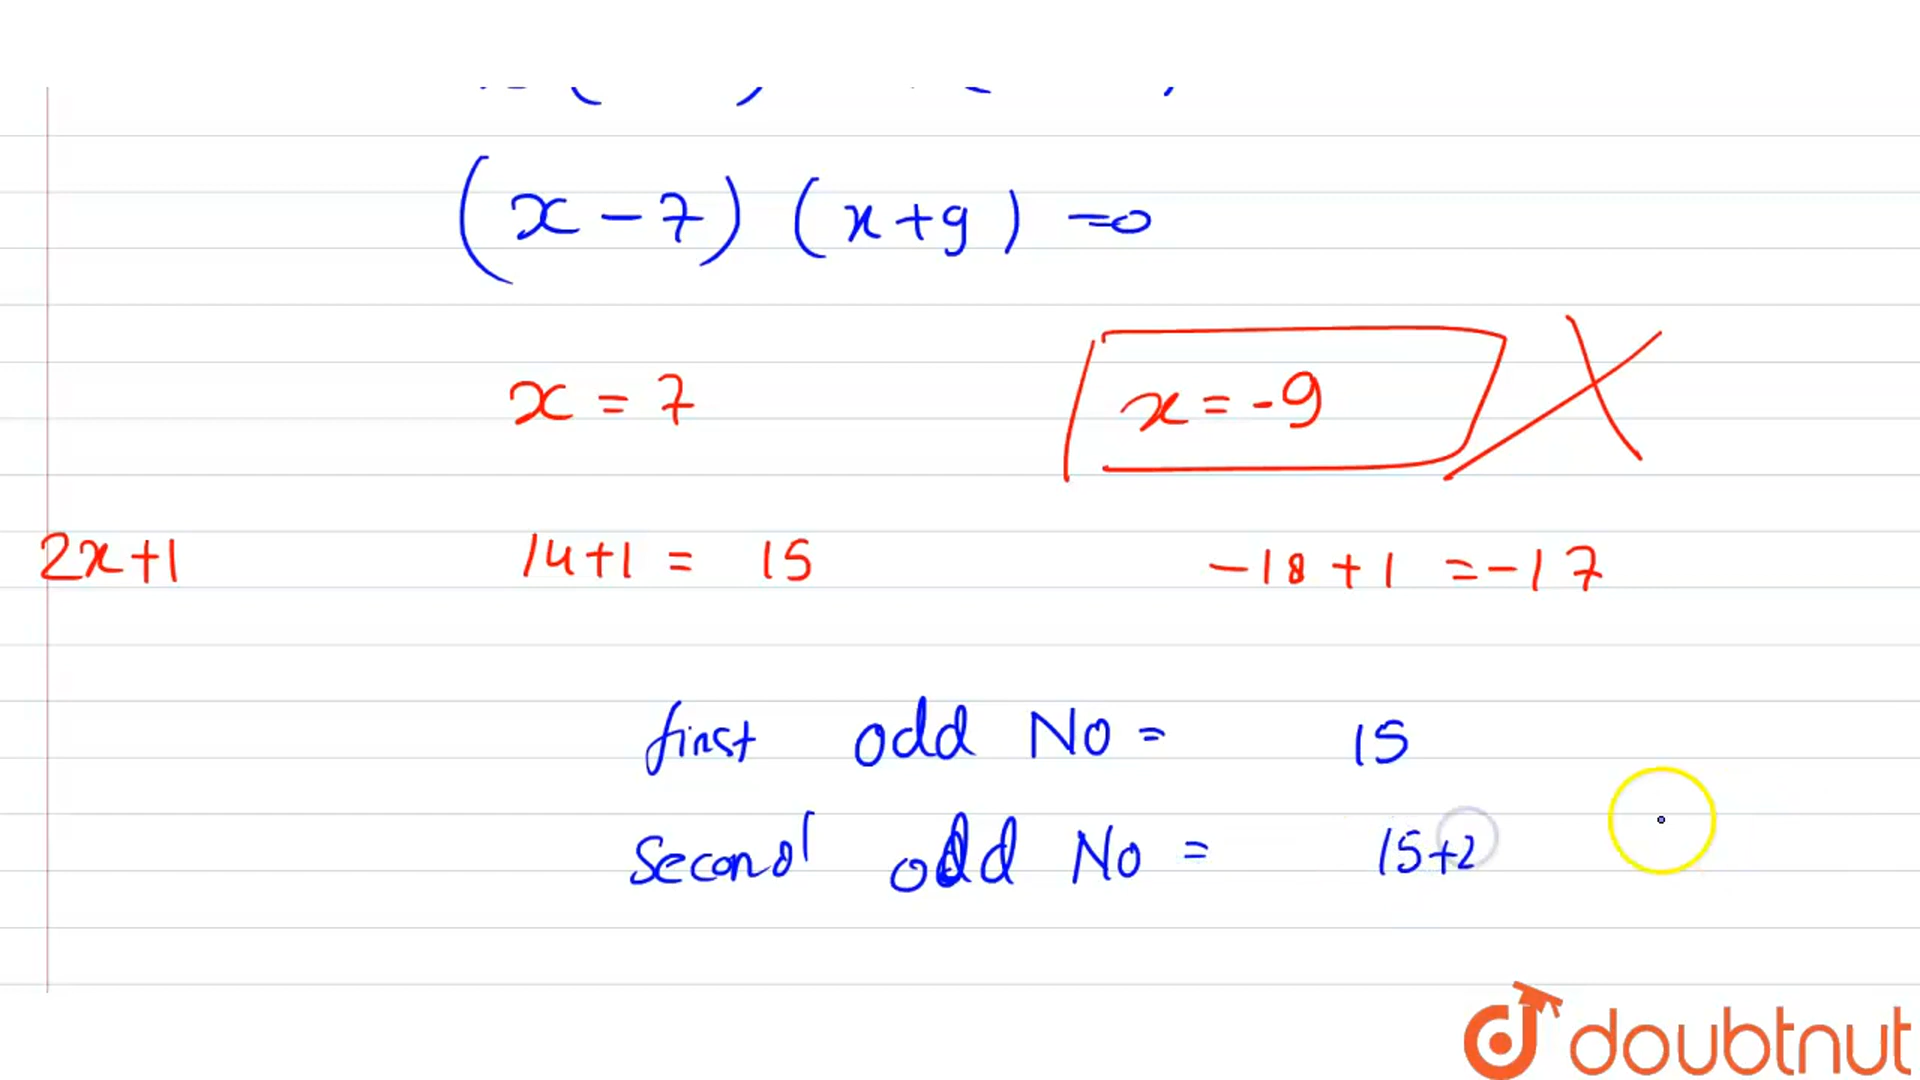 (x-7) (x+9) =0
x = 7 x = -9
2x+1 14+1 = 15 -18+1 = -17
first odd No = 15
Second odd No = 15+2
doubtnut